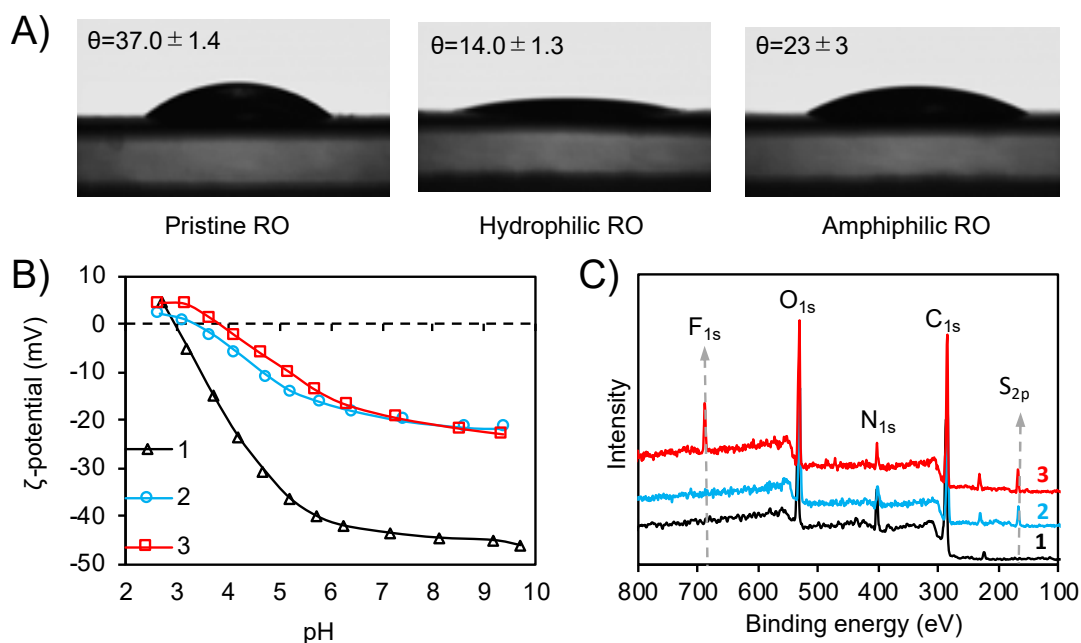 A)
θ=37.0 ± 1.4
θ=14.0 ± 1.3
θ=23 ± 3
Pristine RO
Hydrophilic RO
Amphiphilic RO
B)
ζ-potential (mV)
10
0
-10
-20
-30
-40
-50
1
2
3
2 3 4 5 6 7 8 9 10
pH
C)
Intensity
F1s
O1s
N1s
C1s
S2p
3
2
1
800 700 600 500 400 300 200 100
Binding energy (eV)